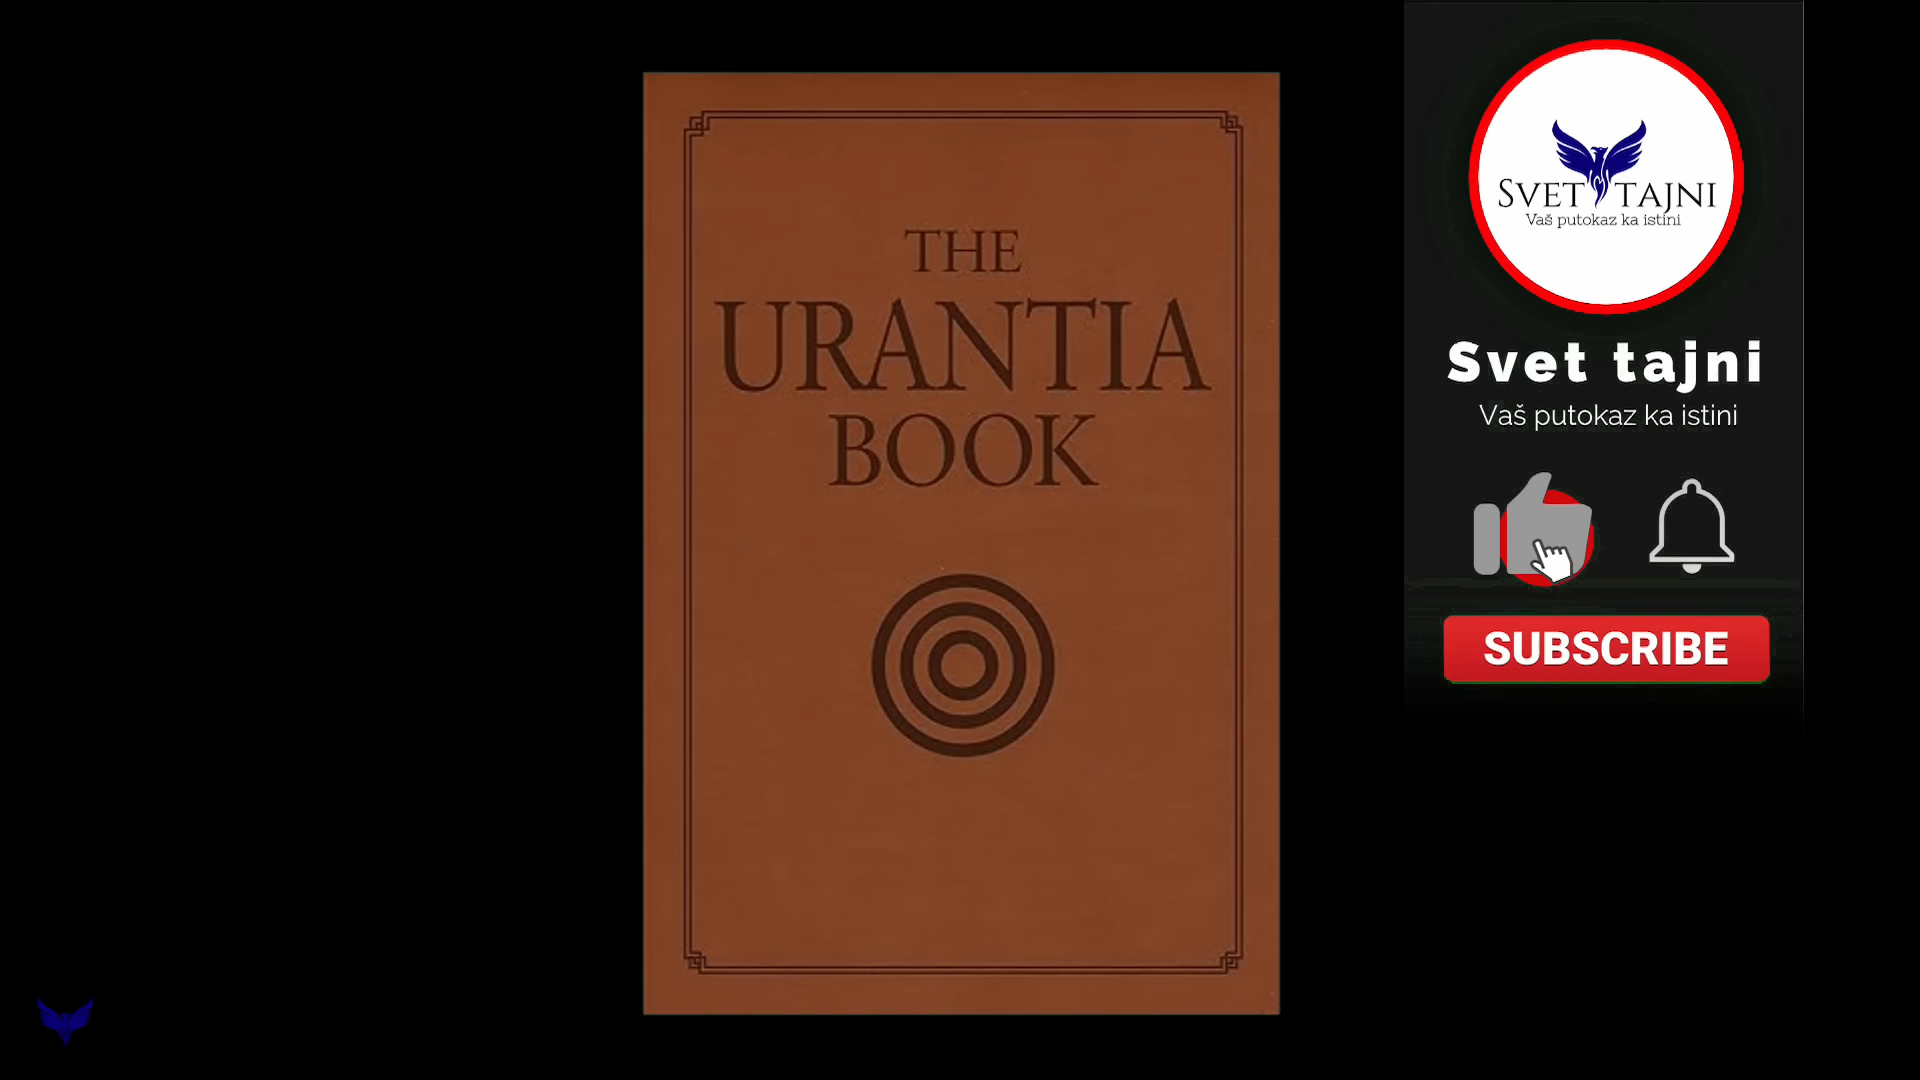 THE
URANTIA
BOOK
SVET TAJNI
Vaš putokaz ka istini
Svet tajni
Vaš putokaz ka istini
SUBSCRIBE